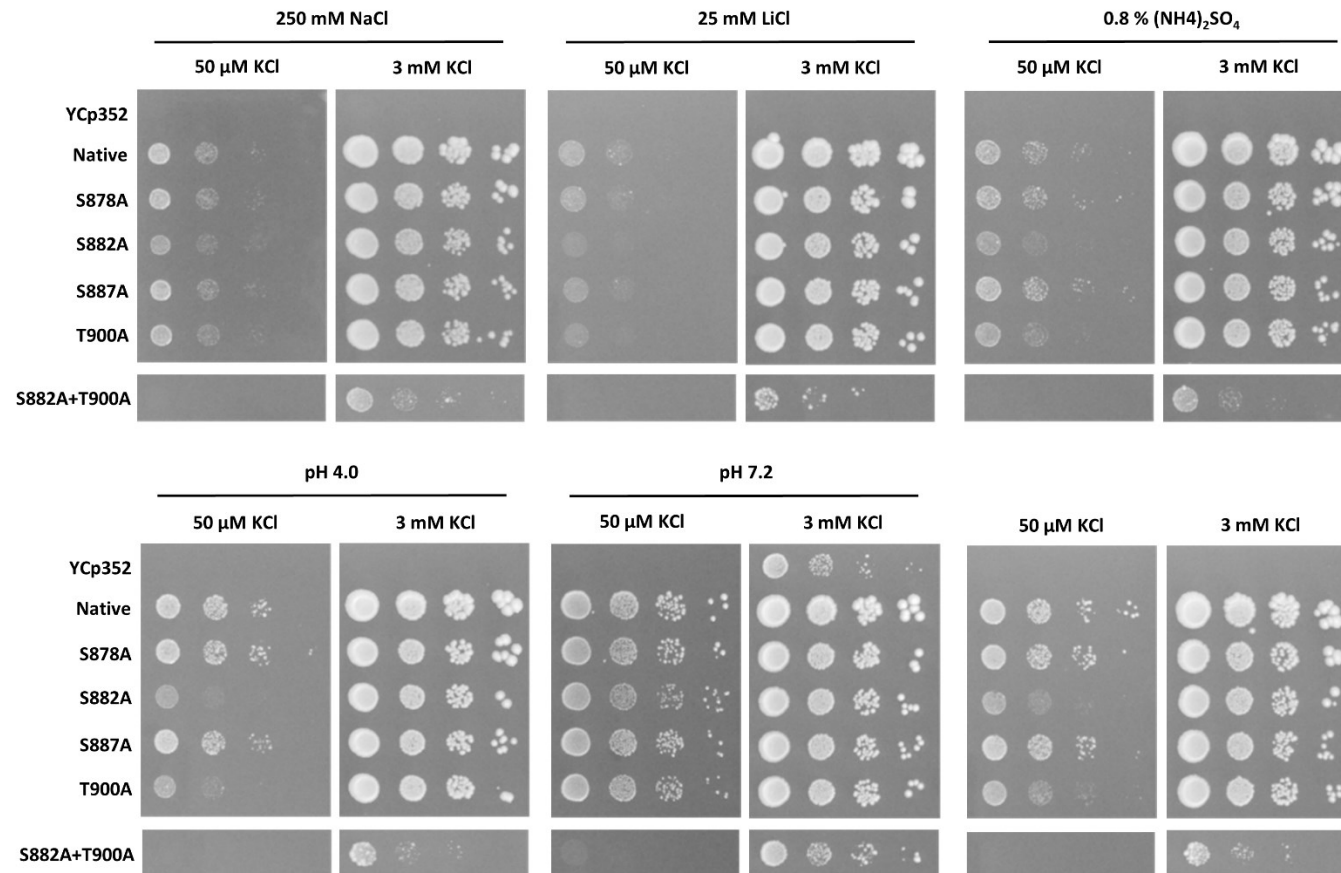 250 mM NaCl
25 mM LiCl
0.8 % (NH4)₂SO₄
50 µM KCl
3 mM KCl
50 µM KCl
3 mM KCl
50 µM KCl
3 mM KCl
YCp352
Native
S878A
S882A
S887A
T900A
S882A+T900A
pH 4.0
pH 7.2
50 µM KCl
3 mM KCl
50 µM KCl
3 mM KCl
50 µM KCl
3 mM KCl
YCp352
Native
S878A
S882A
S887A
T900A
S882A+T900A